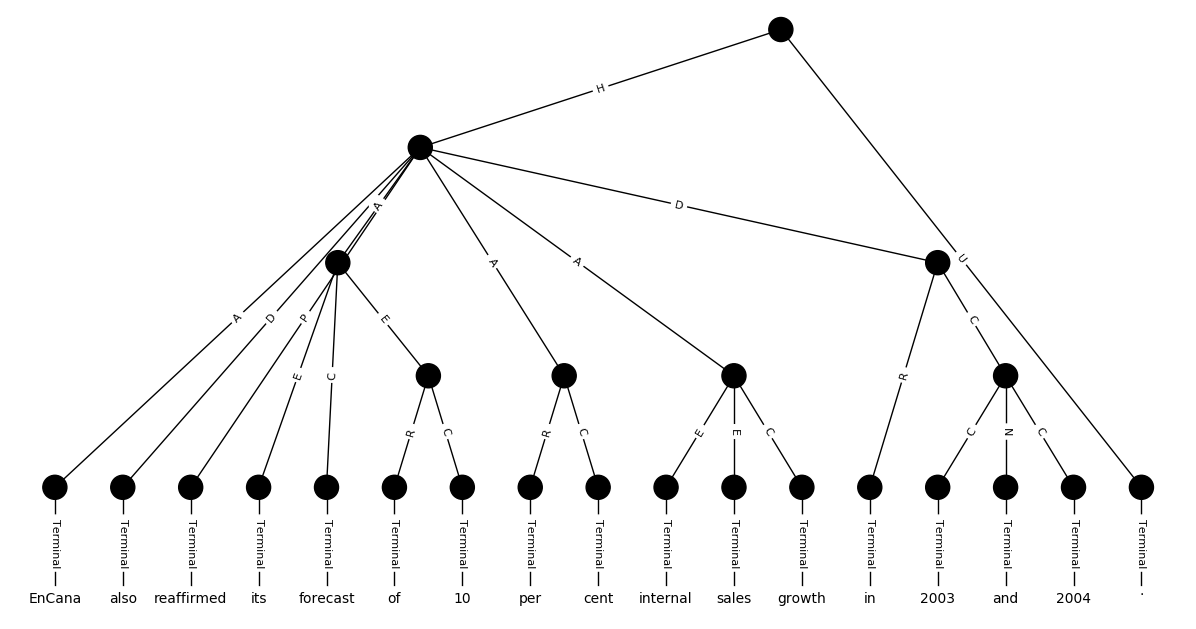 H
A
D
A
A
D
U
A
D
P
E
C
E
R
C
R
C
E
E
C
R
C
C
N
C
Terminal Terminal Terminal Terminal Terminal Terminal Terminal Terminal Terminal Terminal Terminal Terminal Terminal Terminal Terminal Terminal Terminal
EnCana also reaffirmed its forecast of 10 per cent internal sales growth in 2003 and 2004 .